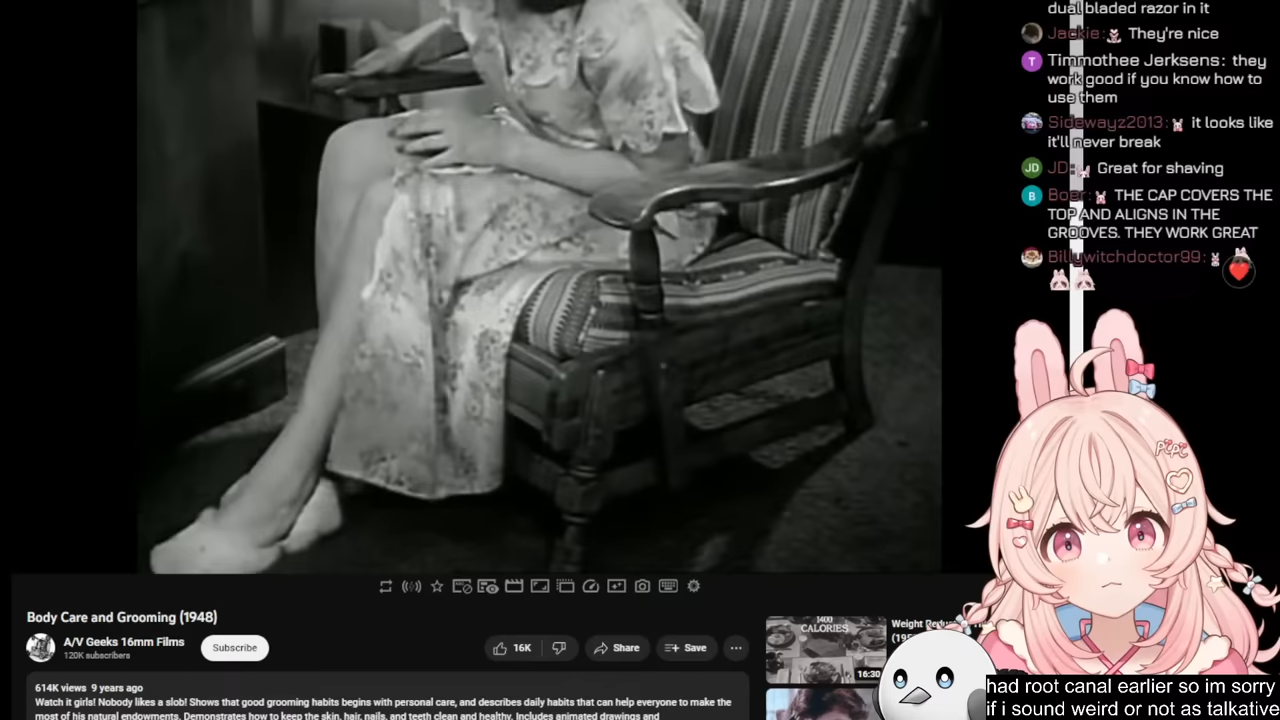 dual bladed razor in it
Jackie: They're nice
Timmothee Jerksens: they
work good if you know how to
use them
Sidewayz2013: it looks like
it'll never break
JD JD: Great for shaving
B Boer: THE CAP COVERS THE
TOP AND ALIGNS IN THE
GROOVES. THEY WORK GREAT
Billywitchdoctor99:
T
PiPi
Body Care and Grooming (1948)
A/V Geeks 16mm Films
120K subscribers
Subscribe
16K
Share
Save
614K views 9 years ago
Watch it girls! Nobody likes a slob! Shows that good grooming habits begins with personal care, and describes daily habits that can help everyone to make the
most of his natural endowments. Demonstrates how to keep the skin, hair, nails, and teeth clean and healthy. Includes animated drawings and
1400
CALORIES
16:30
Weight
had root canal earlier so im sorry
if i sound weird or not as talkative